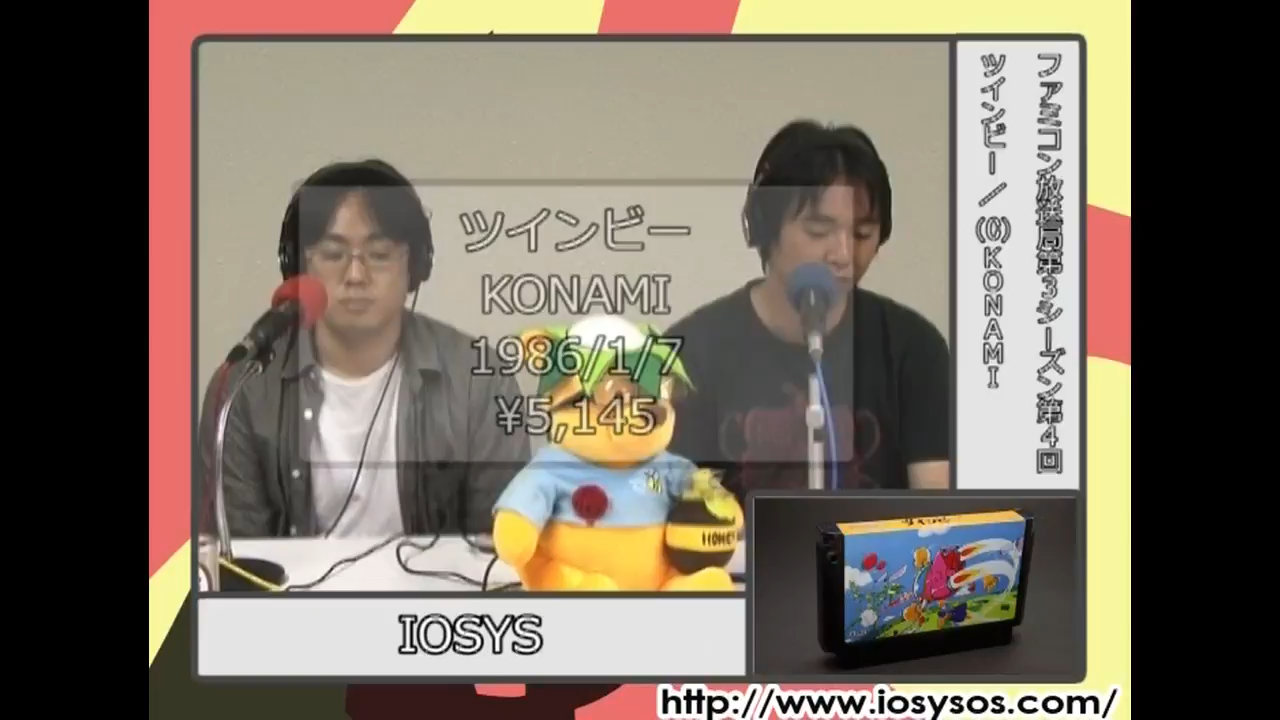 ファミコン放送局第3シーズン第4回
ツインビー／(C)KONAMI
ツインビー
KONAMI
1986/1/7
¥5,145
HONEY
IOSYS
http://www.iosysos.com/